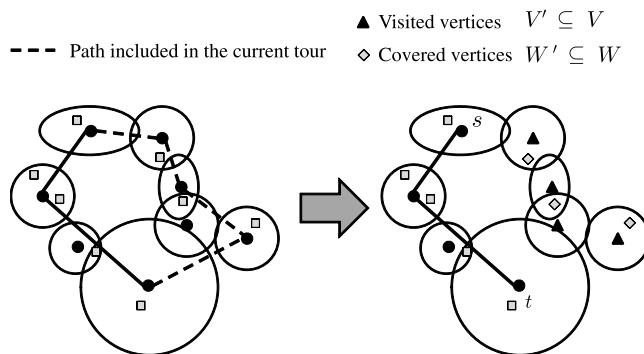 Visited vertices V′ ⊆ V
Path included in the current tour
Covered vertices W′ ⊆ W
s
t